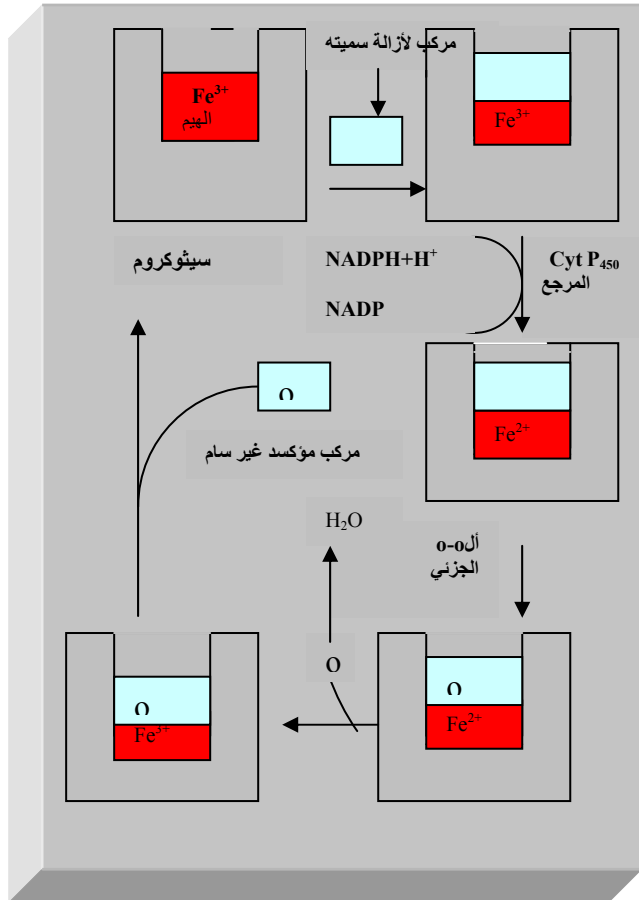 مركب لأزالة سميته
Fe³⁺
الهيم
Fe³⁺
سيثوكروم
NADPH+H⁺
NADP
Cyt P₄₅₀
المرجع
O
مركب مؤكسد غير سام
Fe²⁺
H₂O
ألo-o
الجزئي
O
O
Fe³⁺
O
Fe²⁺